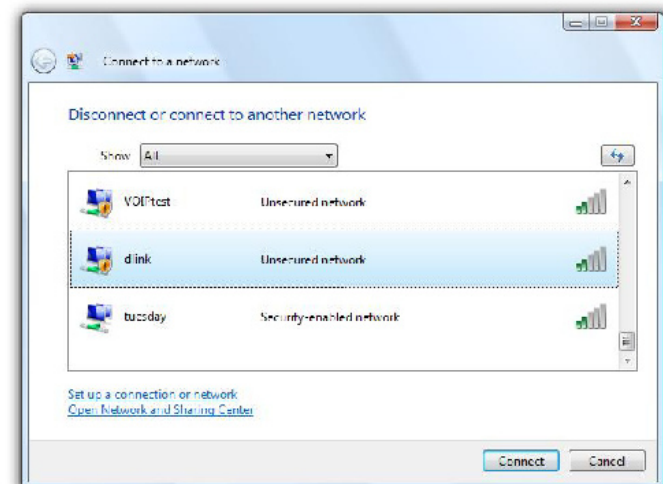 Connect to a network
Disconnect or connect to another network
Show All
VOIPtest Unsecured network
dlink Unsecured network
tuesday Security-enabled network
Set up a connection or network
Open Network and Sharing Center
Connect Cancel